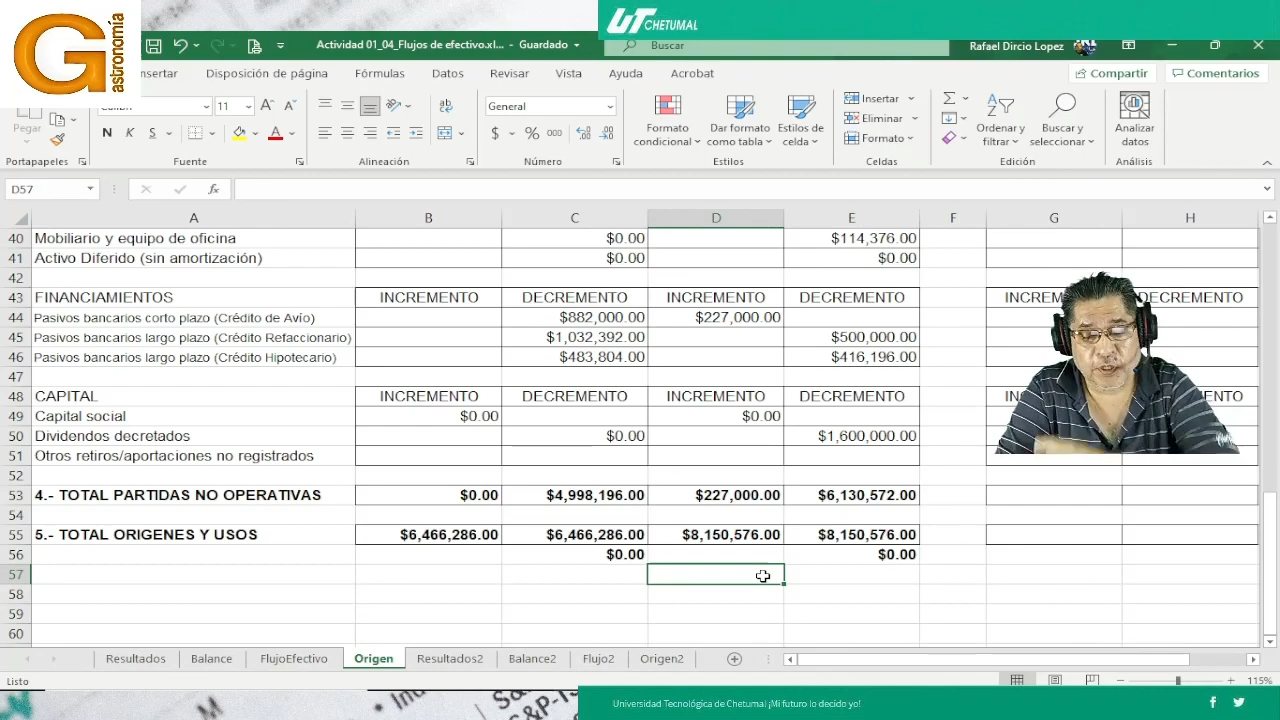 G
astronomía
UT CHETUMAL
Actividad 01_04_Flujos de efectivo.xl... - Guardado
Buscar
Rafael Dircio Lopez
nsertar
Disposición de página
Fórmulas
Datos
Revisar
Vista
Ayuda
Acrobat
Compartir
Comentarios
Pegar
Calibri
11
N K S
General
$ % 000
Formato condicional
Dar formato como tabla
Estilos de celda
Insertar
Eliminar
Formato
Ordenar y filtrar
Buscar y seleccionar
Analizar datos
Portapapeles
Fuente
Alineación
Número
Estilos
Celdas
Edición
Análisis
D57
fx
A B C D E F G H
40 Mobiliario y equipo de oficina $0.00 $114,376.00
41 Activo Diferido (sin amortización) $0.00 $0.00
42
43 FINANCIAMIENTOS INCREMENTO DECREMENTO INCREMENTO DECREMENTO INCREM DECREMENTO
44 Pasivos bancarios corto plazo (Crédito de Avío) $882,000.00 $227,000.00
45 Pasivos bancarios largo plazo (Crédito Refaccionario) $1,032,392.00 $500,000.00
46 Pasivos bancarios largo plazo (Crédito Hipotecario) $483,804.00 $416,196.00
47
48 CAPITAL INCREMENTO DECREMENTO INCREMENTO DECREMENTO
49 Capital social $0.00 $0.00
50 Dividendos decretados $0.00 $1,600,000.00
51 Otros retiros/aportaciones no registrados
52
53 4.- TOTAL PARTIDAS NO OPERATIVAS $0.00 $4,998,196.00 $227,000.00 $6,130,572.00
54
55 5.- TOTAL ORIGENES Y USOS $6,466,286.00 $6,466,286.00 $8,150,576.00 $8,150,576.00
56 $0.00 $0.00
57
58
59
60
Resultados Balance FlujoEfectivo Origen Resultados2 Balance2 Flujo2 Origen2
Listo
115%
Universidad Tecnológica de Chetumal ¡Mi futuro lo decido yo!